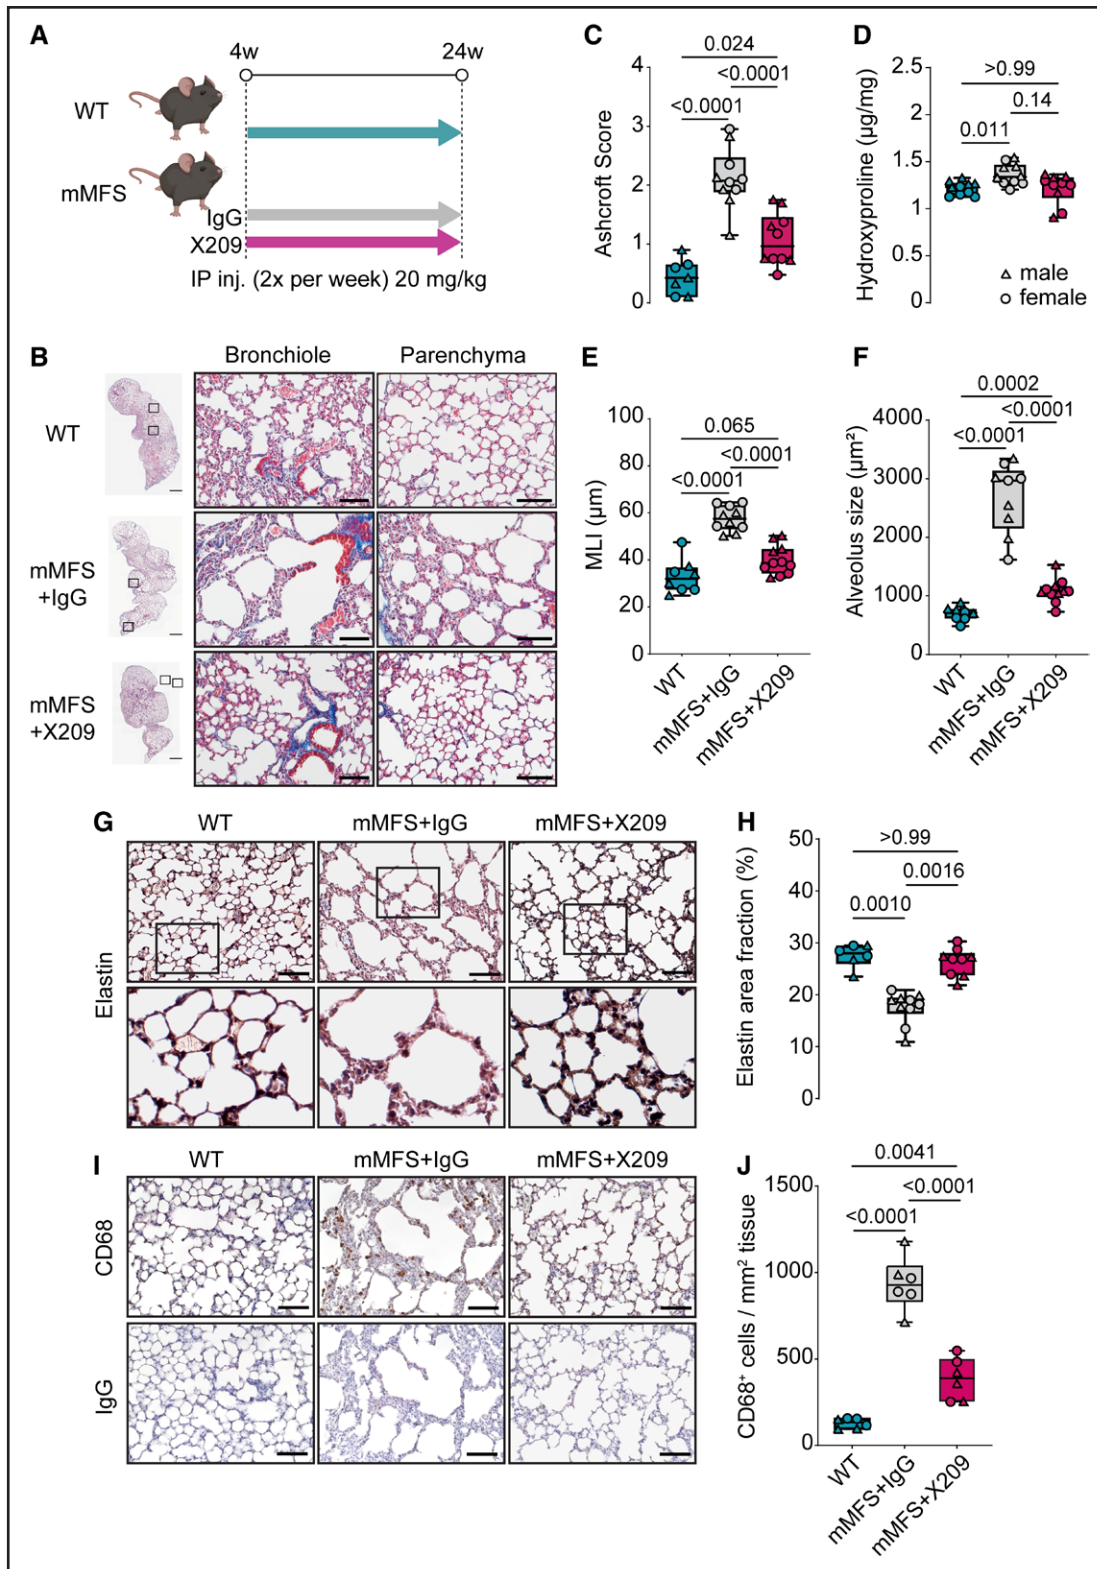 A
4w
24w
WT
mMFS
IgG
X209
IP inj. (2x per week) 20 mg/kg
B
Bronchiole
Parenchyma
WT
mMFS
+IgG
mMFS
+X209
C
Ashcroft Score
4
3
2
1
0
0.024
<0.0001
<0.0001
D
Hydroxyproline (µg/mg)
2.5
2
1.5
1
0.5
0
>0.99
0.14
0.011
male
female
E
MLI (µm)
100
80
60
40
20
0
0.065
<0.0001
<0.0001
WT
mMFS+IgG
mMFS+X209
F
Alveolus size (µm²)
4000
3000
2000
1000
0
0.0002
<0.0001
<0.0001
WT
mMFS+IgG
mMFS+X209
G
WT
mMFS+IgG
mMFS+X209
Elastin
H
Elastin area fraction (%)
50
40
30
20
10
0
>0.99
0.0016
0.0010
I
WT
mMFS+IgG
mMFS+X209
CD68
IgG
J
CD68⁺ cells / mm² tissue
1500
1000
500
0
0.0041
<0.0001
<0.0001
WT
mMFS+IgG
mMFS+X209